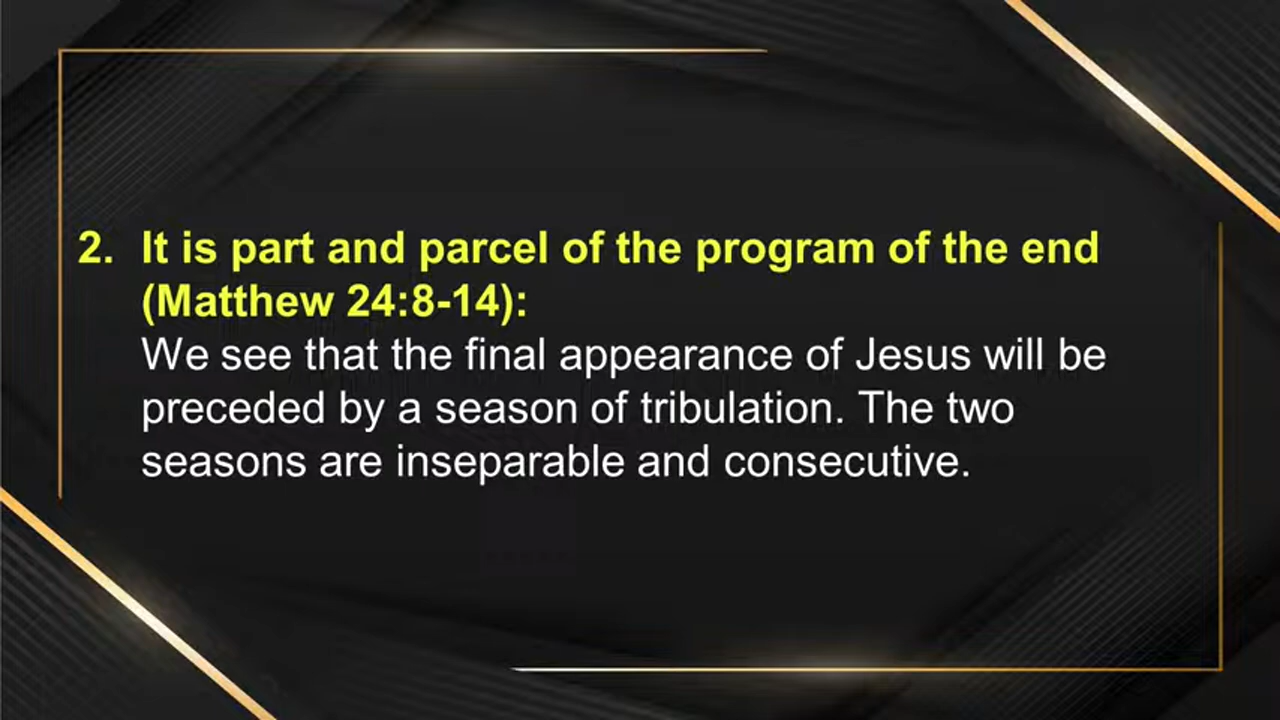 2. It is part and parcel of the program of the end
(Matthew 24:8-14):
We see that the final appearance of Jesus will be
preceded by a season of tribulation. The two
seasons are inseparable and consecutive.